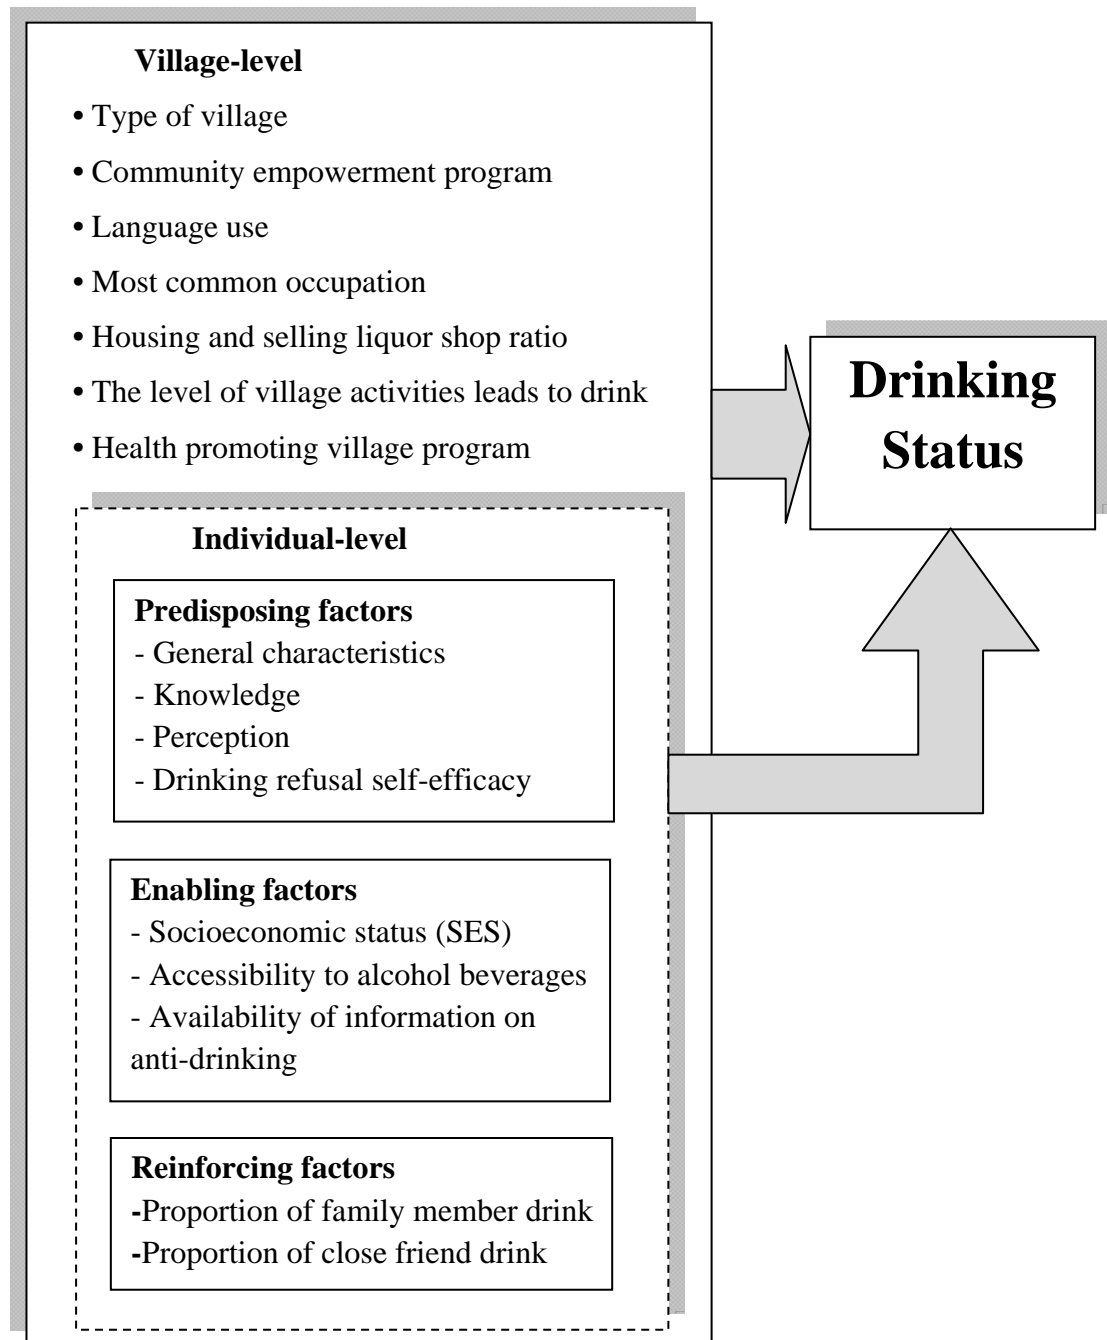 Village-level
• Type of village
• Community empowerment program
• Language use
• Most common occupation
• Housing and selling liquor shop ratio
• The level of village activities leads to drink
• Health promoting village program
Individual-level
Predisposing factors
- General characteristics
- Knowledge
- Perception
- Drinking refusal self-efficacy
Enabling factors
- Socioeconomic status (SES)
- Accessibility to alcohol beverages
- Availability of information on
anti-drinking
Reinforcing factors
-Proportion of family member drink
-Proportion of close friend drink
Drinking
Status